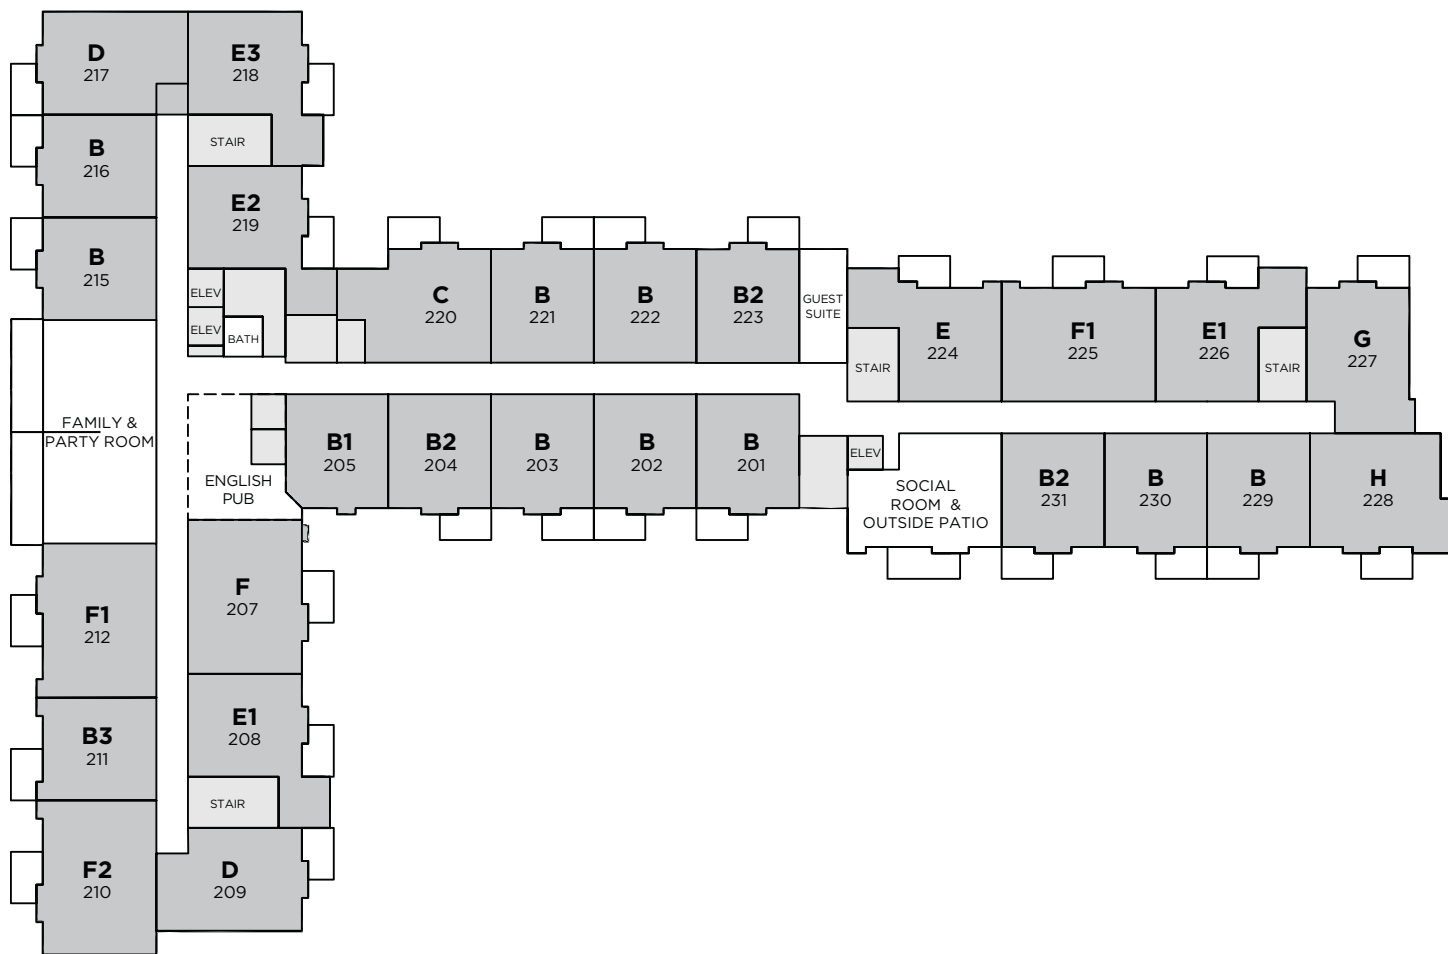 D
217
E3
218
STAIR
B
216
E2
219
B
215
ELEV
ELEV
BATH
C
220
B
221
B
222
B2
223
GUEST
SUITE
E
224
STAIR
F1
225
E1
226
STAIR
G
227
FAMILY &
PARTY ROOM
ENGLISH
PUB
B1
205
B2
204
B
203
B
202
B
201
ELEV
SOCIAL
ROOM &
OUTSIDE PATIO
B2
231
B
230
B
229
H
228
F1
212
F
207
B3
211
E1
208
STAIR
F2
210
D
209